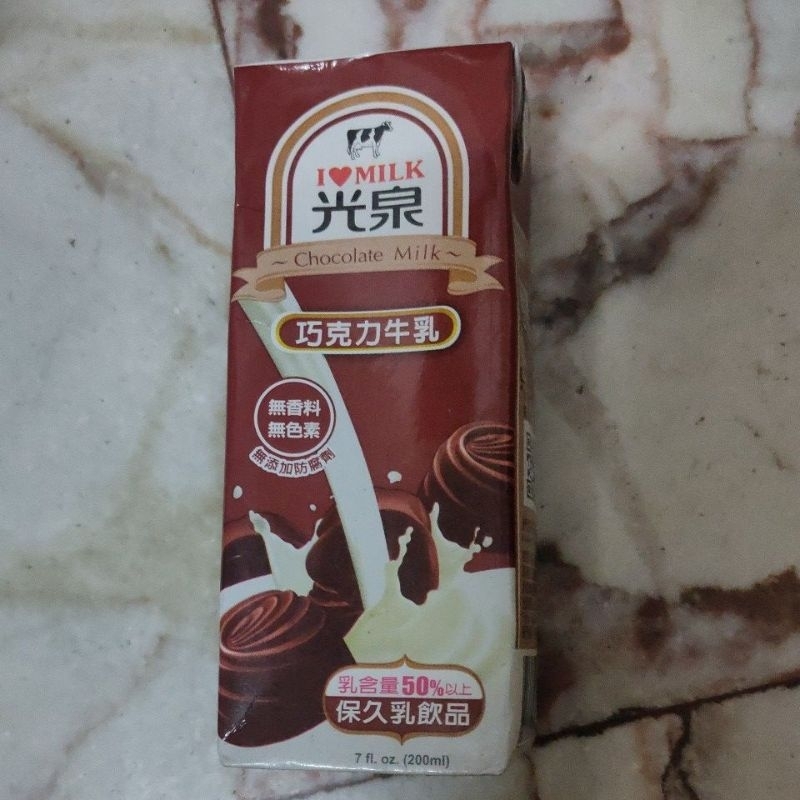 I❤MILK
光泉
~ Chocolate Milk ~
巧克力牛乳
無香料
無色素
無添加防腐劑
乳含量50%以上
保久乳飲品
7 fl. oz. (200ml)